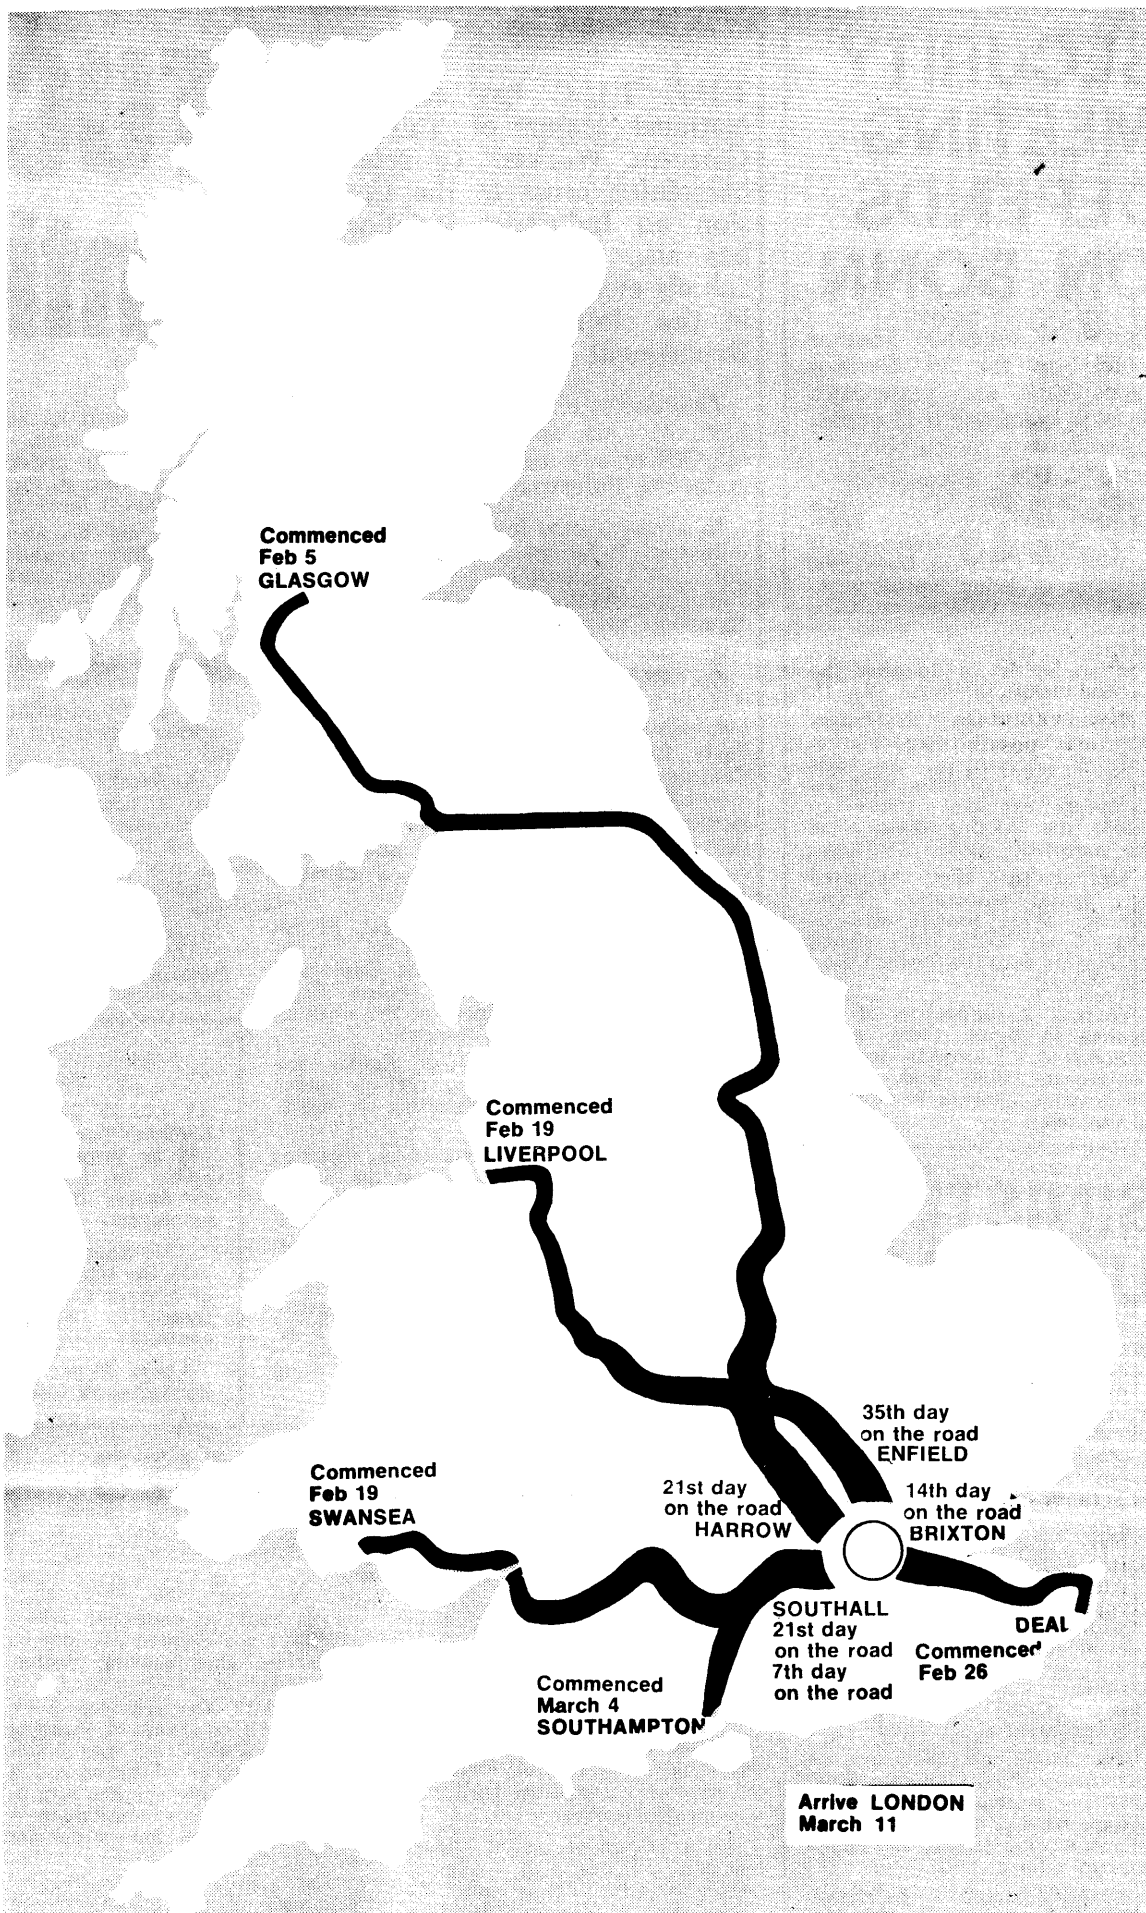 Commenced
Feb 5
GLASGOW
Commenced
Feb 19
LIVERPOOL
35th day
on the road
ENFIELD
Commenced
Feb 19
SWANSEA
21st day
on the road
HARROW
14th day
on the road
BRIXTON
SOUTHALL
21st day
on the road
7th day
on the road
DEAL
Commenced
Feb 26
Commenced
March 4
SOUTHAMPTON
Arrive LONDON
March 11